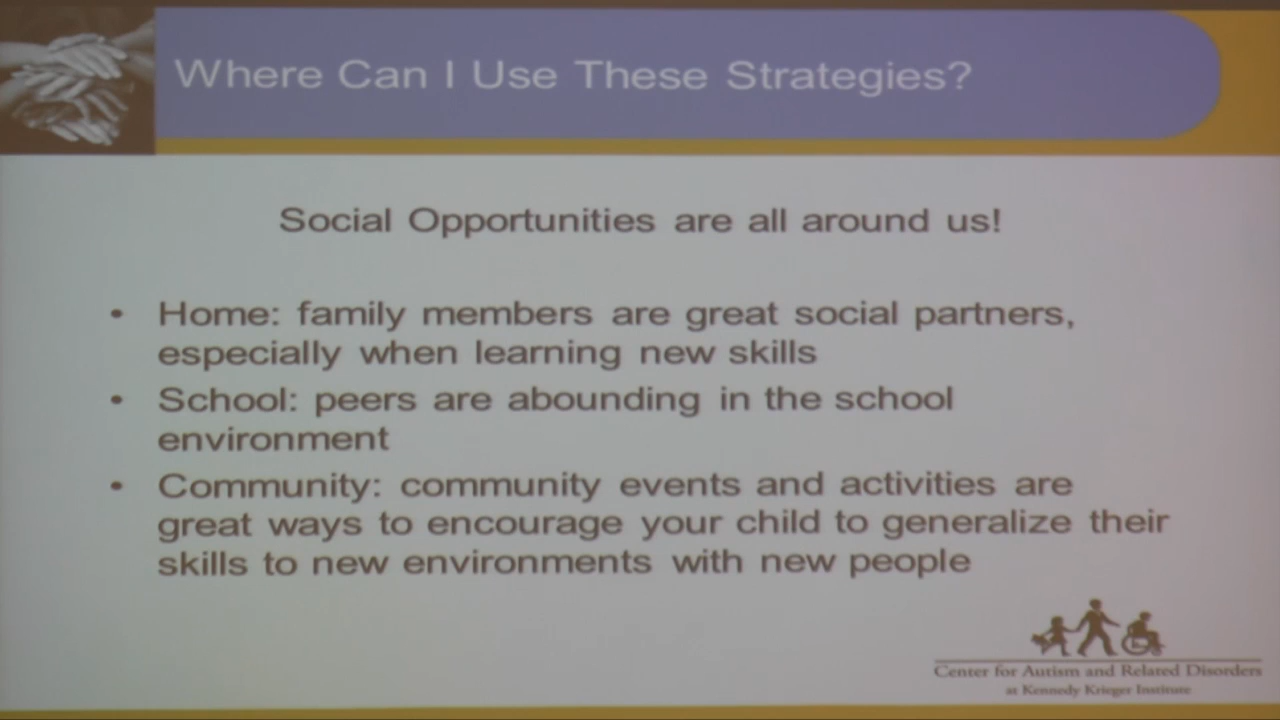 Where Can I Use These Strategies?
Social Opportunities are all around us!
• Home: family members are great social partners,
especially when learning new skills
• School: peers are abounding in the school
environment
• Community: community events and activities are
great ways to encourage your child to generalize their
skills to new environments with new people
Center for Autism and Related Disorders
at Kennedy Krieger Institute